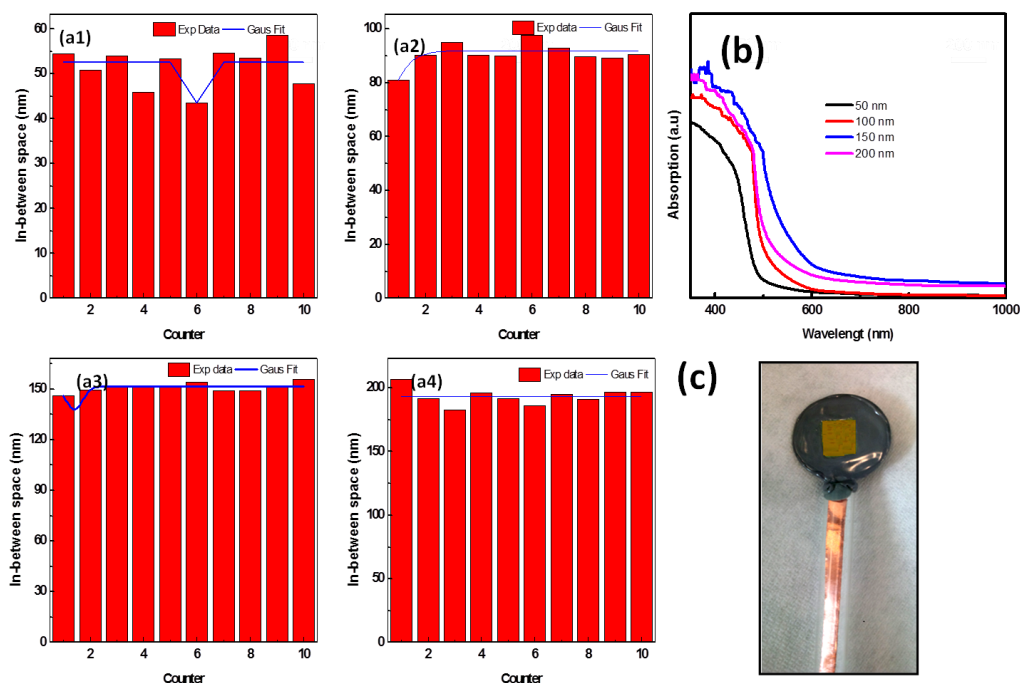 (a1)
Exp Data
Gaus Fit
60
50
40
30
20
10
0
In-between space (nm)
2
4
6
8
10
Counter
(a2)
Exp data
Gaus Fit
100
80
60
40
20
0
In-between space (nm)
2
4
6
8
10
Counter
(b)
50 nm
100 nm
150 nm
200 nm
Absorption (a.u)
400
600
800
1000
Wavelengt (nm)
(a3)
Exp data
Gaus Fit
150
120
90
60
30
0
In-between space (nm)
2
4
6
8
10
Counter
(a4)
Exp data
Gaus Fit
200
150
100
50
0
In-between space (nm)
2
4
6
8
10
Counter
(c)